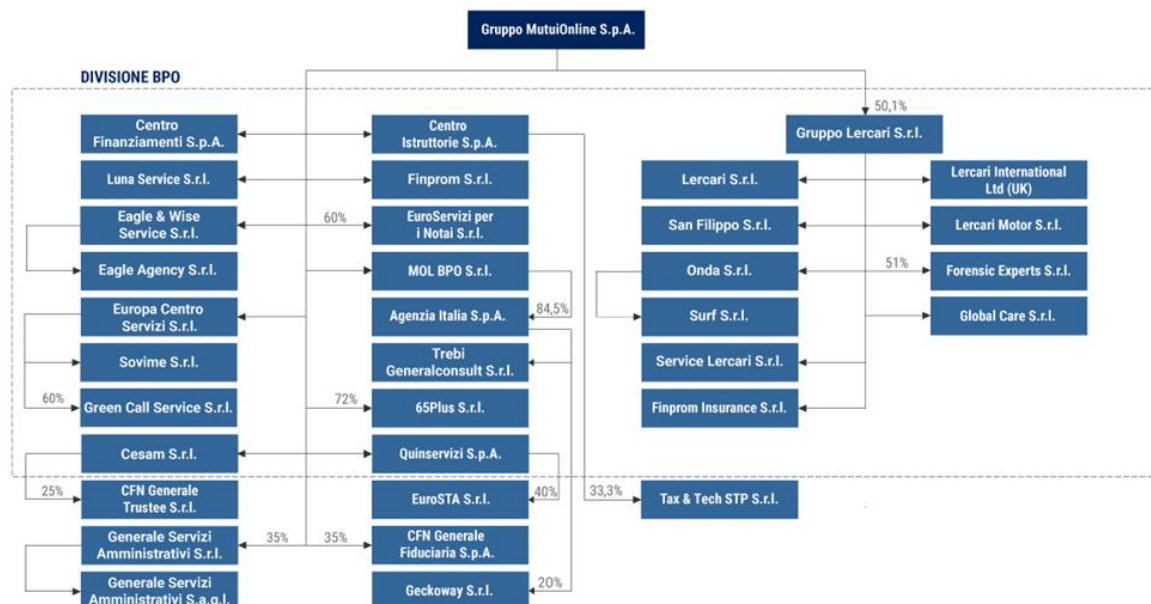 Gruppo MutuiOnline S.p.A.
DIVISIONE BPO
50,1%
Centro
Finanziamenti S.p.A.
Centro
Istruttorie S.p.A.
Gruppo Lercari S.r.l.
Luna Service S.r.l.
Finprom S.r.l.
Lercari S.r.l.
Lercari International
Ltd (UK)
Eagle & Wise
Service S.r.l.
60%
EuroServizi per
i Notai S.r.l.
San Filippo S.r.l.
Lercari Motor S.r.l.
Eagle Agency S.r.l.
MOL BPO S.r.l.
Onda S.r.l.
51%
Forensic Experts S.r.l.
Europa Centro
Servizi S.r.l.
Agenzia Italia S.p.A.
84,5%
Surf S.r.l.
Global Care S.r.l.
Sovime S.r.l.
Trebi
Generalconsult S.r.l.
Service Lercari S.r.l.
60%
Green Call Service S.r.l.
72%
65Plus S.r.l.
Finprom Insurance S.r.l.
Cesam S.r.l.
Quinservizi S.p.A.
25%
CFN Generale
Trustee S.r.l.
EuroSTA S.r.l.
40%
33,3%
Tax & Tech STP S.r.l.
Generale Servizi
Amministrativi S.r.l.
35%
35%
CFN Generale
Fiduciaria S.p.A.
Generale Servizi
Amministrativi S.a.g.l.
Geckoway S.r.l.
20%